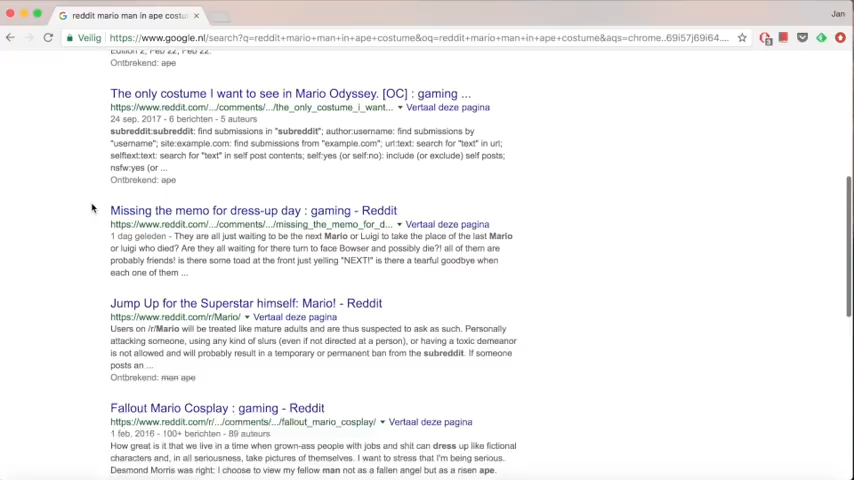 reddit mario man in ape costu
Jan
Veilig
https://www.google.nl/search?q=reddit+mario+man+in+ape+costume&oq=reddit+mario+man+in+ape+costume&aqs=chrome..69i57j69i64....
Edition 2, Feb 22, Feb 22.
Ontbrekend: ape
The only costume I want to see in Mario Odyssey. [OC] : gaming ...
https://www.reddit.com/.../comments/.../the_only_costume_i_want... Vertaal deze pagina
24 sep. 2017 - 6 berichten - 5 auteurs
subreddit:subreddit: find submissions in "subreddit"; author:username: find submissions by
"username"; site:example.com: find submissions from "example.com"; url:text: search for "text" in url;
selftext:text: search for "text" in self post contents; self:yes (or self:no): include (or exclude) self posts;
nsfw:yes (or ...
Ontbrekend: ape
Missing the memo for dress-up day : gaming - Reddit
https://www.reddit.com/.../comments/.../missing_the_memo_for_d... Vertaal deze pagina
1 dag geleden - They are all just waiting to be the next Mario or Luigi to take the place of the last Mario
or luigi who died? Are they all waiting for there turn to face Bowser and possibly die?! all of them are
probably friends! is there some toad at the front just yelling "NEXT!" is there a tearful goodbye when
each one of them ...
Jump Up for the Superstar himself: Mario! - Reddit
https://www.reddit.com/r/Mario/ Vertaal deze pagina
Users on /r/Mario will be treated like mature adults and are thus suspected to ask as such. Personally
attacking someone, using any kind of slurs (even if not directed at a person), or having a toxic demeanor
is not allowed and will probably result in a temporary or permanent ban from the subreddit. If someone
posts an ...
Ontbrekend: man ape
Fallout Mario Cosplay : gaming - Reddit
https://www.reddit.com/r/.../comments/.../fallout_mario_cosplay/ Vertaal deze pagina
1 feb. 2016 - 100+ berichten - 89 auteurs
How great is it that we live in a time when grown-ass people with jobs and shit can dress up like fictional
characters and, in all seriousness, take pictures of themselves. I want to stress that I'm being serious.
Desmond Morris was right: I choose to view my fellow man not as a fallen angel but as a risen ape.